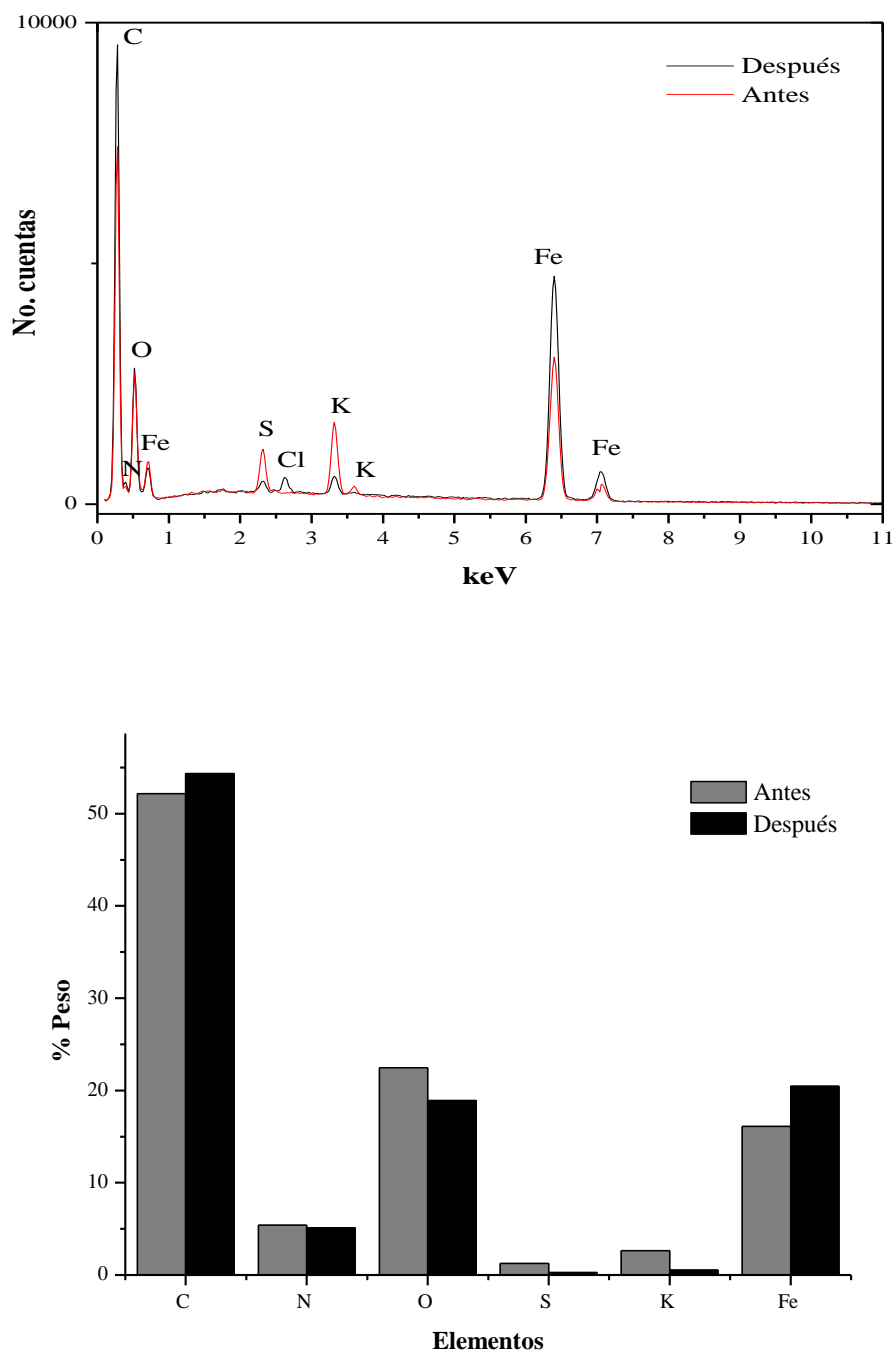 10000
C
Después
Antes
No. cuentas
Fe
O
K
S
Fe
Cl
Fe
N
K
0
0 1 2 3 4 5 6 7 8 9 10 11
keV
50
Antes
Después
40
% Peso
30
20
10
0
C N O S K Fe
Elementos